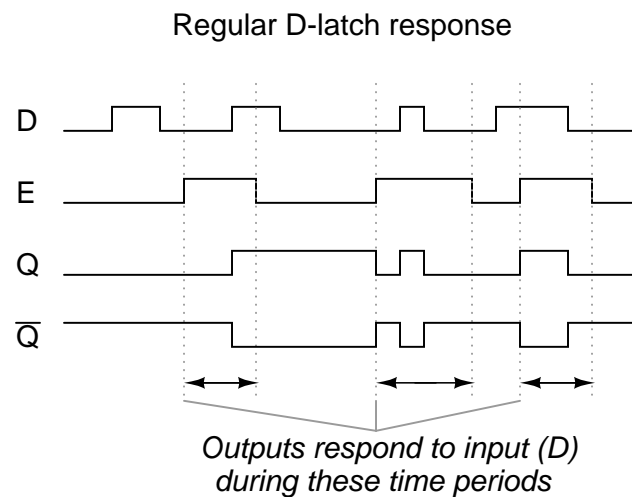 Regular D-latch response
D
E
Q
Q̅
Outputs respond to input (D)
during these time periods